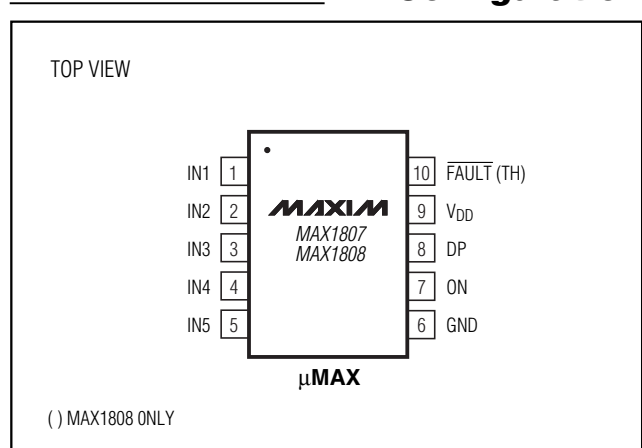 TOP VIEW
IN1 1
IN2 2
IN3 3
IN4 4
IN5 5
MAXIM
MAX1807
MAX1808
10 FAULT (TH)
9 VDD
8 DP
7 ON
6 GND
µMAX
( ) MAX1808 ONLY